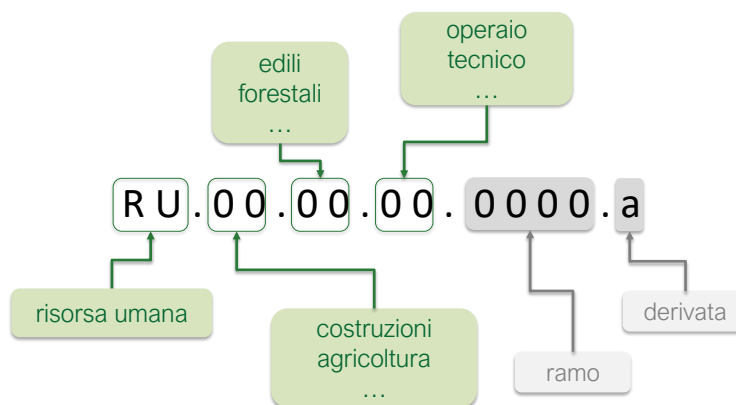 operaio
tecnico
...
edili
forestali
...
RU.00.00.00.0000.a
risorsa umana
costruzioni
agricoltura
...
derivata
ramo